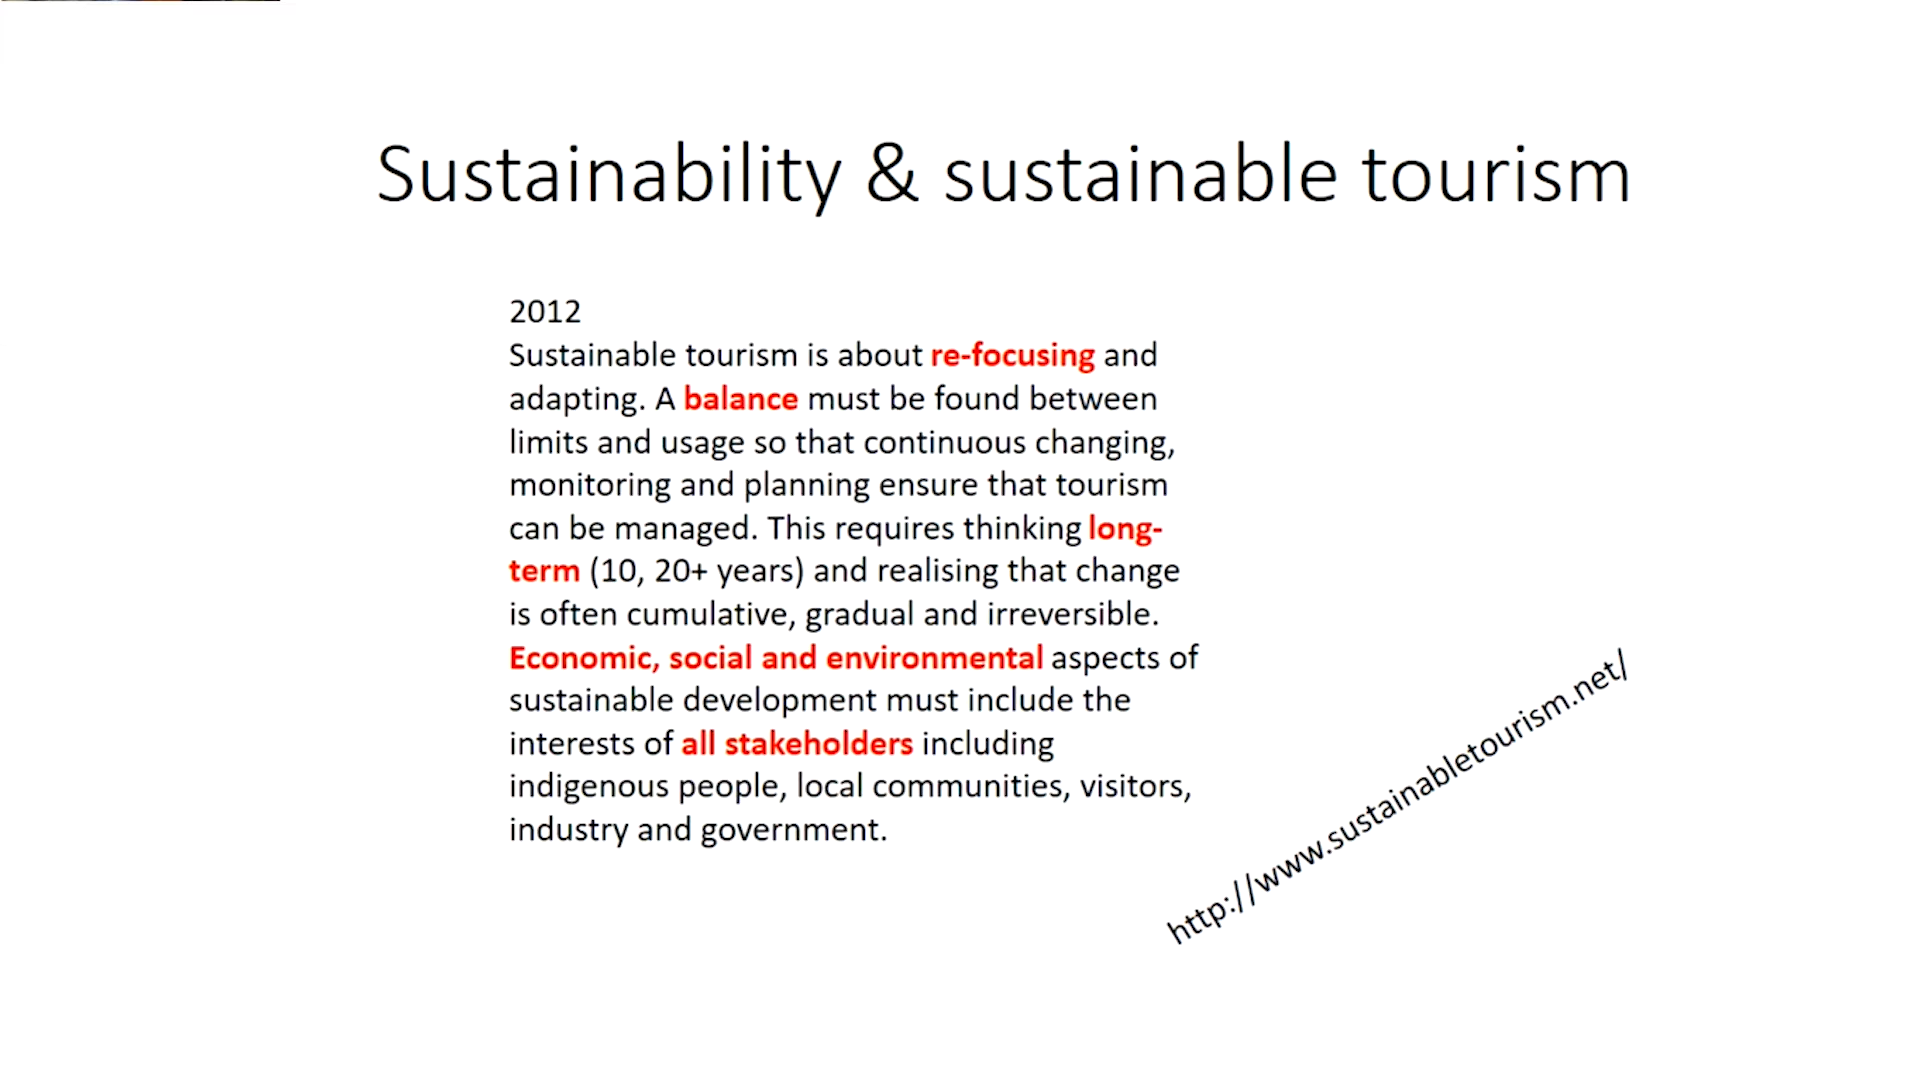 Sustainability & sustainable tourism
2012
Sustainable tourism is about re-focusing and
adapting. A balance must be found between
limits and usage so that continuous changing,
monitoring and planning ensure that tourism
can be managed. This requires thinking long-
term (10, 20+ years) and realising that change
is often cumulative, gradual and irreversible.
Economic, social and environmental aspects of
sustainable development must include the
interests of all stakeholders including
indigenous people, local communities, visitors,
industry and government.
http://www.sustainabletourism.net/